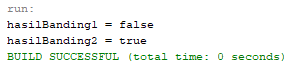 run:
hasilBanding1 = false
hasilBanding2 = true
BUILD SUCCESSFUL (total time: 0 seconds)